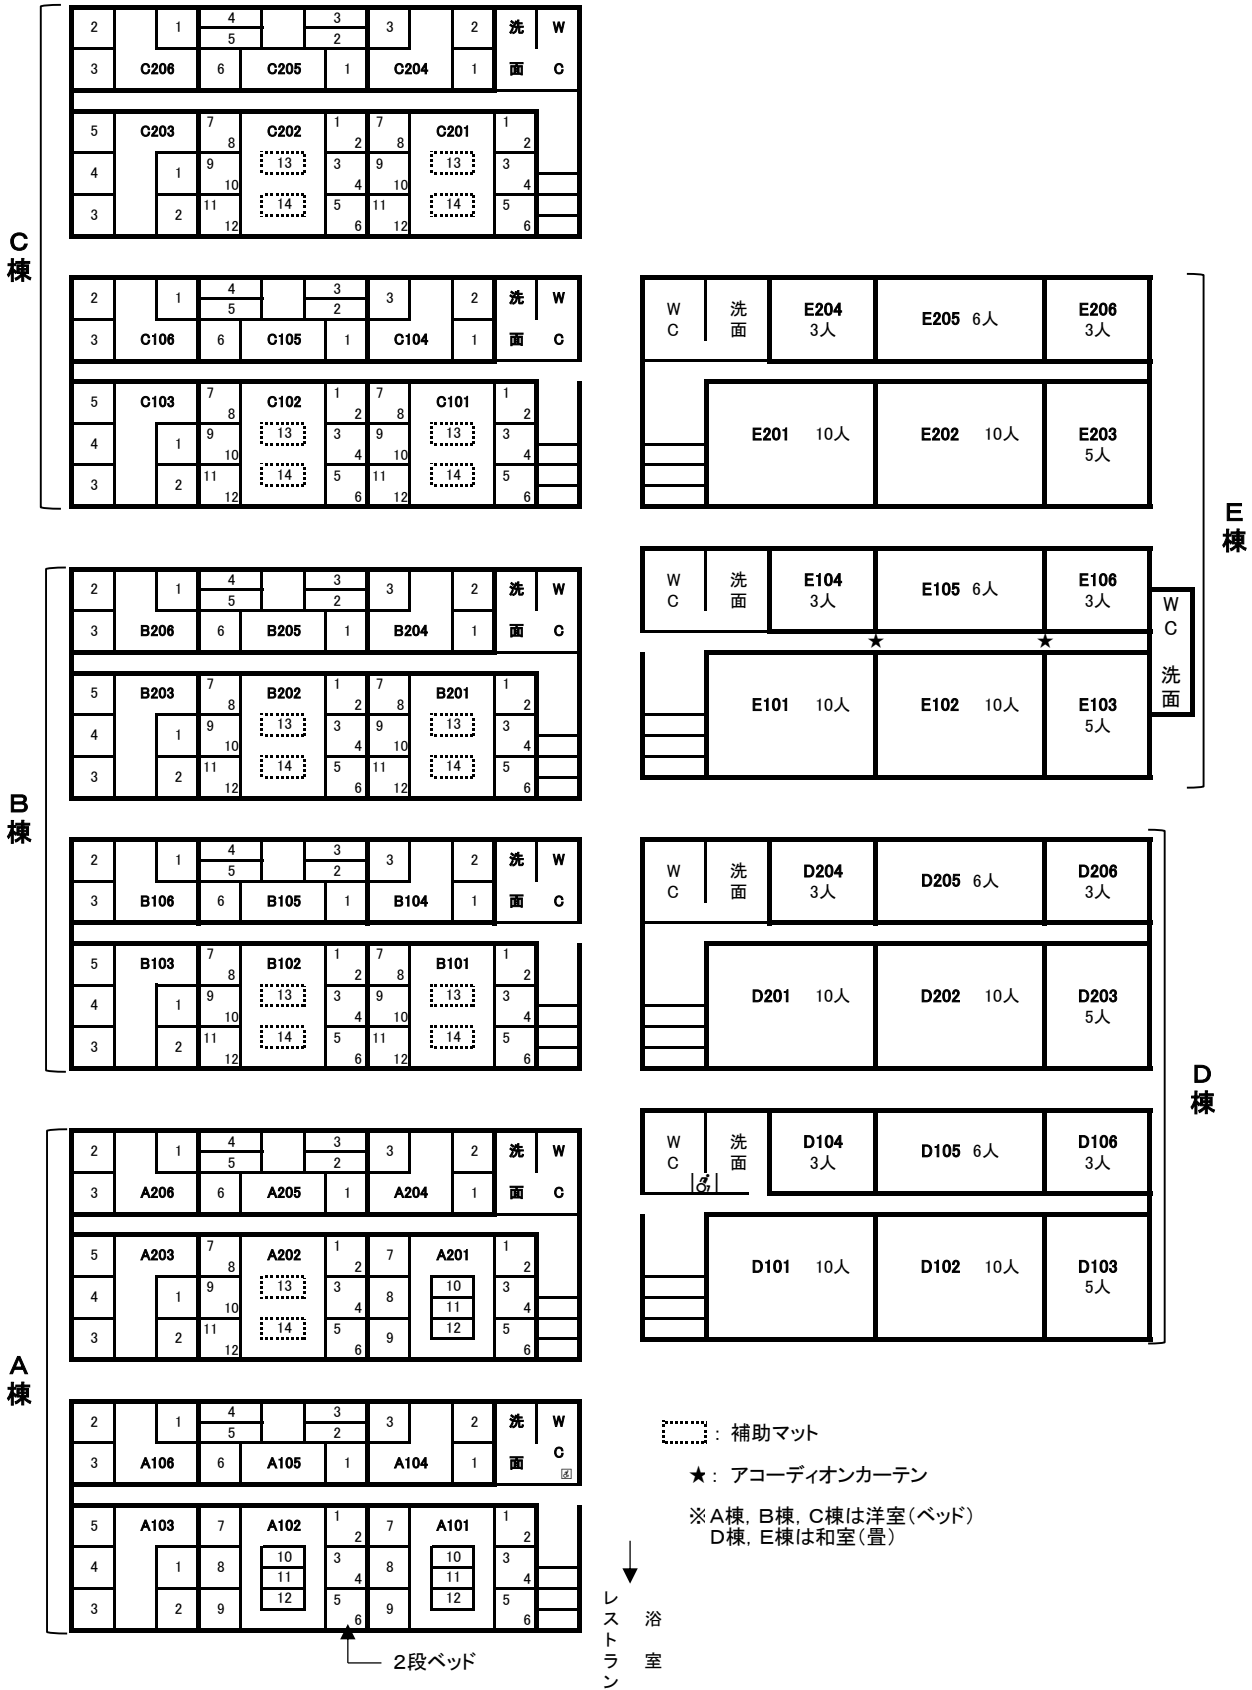 C棟
2 1 4 3 3 2 洗 W
5 2
3 C206 6 C205 1 C204 1 面 C
5 C203 7 8 C202 1 2 7 8 C201 1 2
4 1 9 10 13 3 4 9 10 13 3 4
3 2 11 12 14 5 6 11 12 14 5 6
2 1 4 3 3 2 洗 W
5 2
3 C106 6 C105 1 C104 1 面 C
5 C103 7 8 C102 1 2 7 8 C101 1 2
4 1 9 10 13 3 4 9 10 13 3 4
3 2 11 12 14 5 6 11 12 14 5 6
B棟
2 1 4 3 3 2 洗 W
5 2
3 B206 6 B205 1 B204 1 面 C
5 B203 7 8 B202 1 2 7 8 B201 1 2
4 1 9 10 13 3 4 9 10 13 3 4
3 2 11 12 14 5 6 11 12 14 5 6
2 1 4 3 3 2 洗 W
5 2
3 B106 6 B105 1 B104 1 面 C
5 B103 7 8 B102 1 2 7 8 B101 1 2
4 1 9 10 13 3 4 9 10 13 3 4
3 2 11 12 14 5 6 11 12 14 5 6
A棟
2 1 4 3 3 2 洗 W
5 2
3 A206 6 A205 1 A204 1 面 C
5 A203 7 8 A202 1 2 7 A201 1 2
4 1 9 10 13 3 4 8 10 3 4
11
3 2 11 12 14 5 6 9 12 5 6
2 1 4 3 3 2 洗 W
5 2
3 A106 6 A105 1 A104 1 面 C
5 A103 7 A102 1 2 7 A101 1 2
4 1 8 10 3 4 8 10 3 4
11 11
3 2 9 12 5 6 9 12 5 6
2段ベッド
E棟
WC 洗面 E204 3人 E205 6人 E206 3人
E201 10人 E202 10人 E203 5人
WC 洗面 E104 3人 E105 6人 E106 3人
★ ★
WC 洗面
E101 10人 E102 10人 E103 5人
D棟
WC 洗面 D204 3人 D205 6人 D206 3人
D201 10人 D202 10人 D203 5人
WC 洗面 D104 3人 D105 6人 D106 3人
D101 10人 D102 10人 D103 5人
： 補助マット
★： アコーディオンカーテン
※A棟，B棟，C棟は洋室（ベッド）
D棟，E棟は和室（畳）
レストラン
浴室